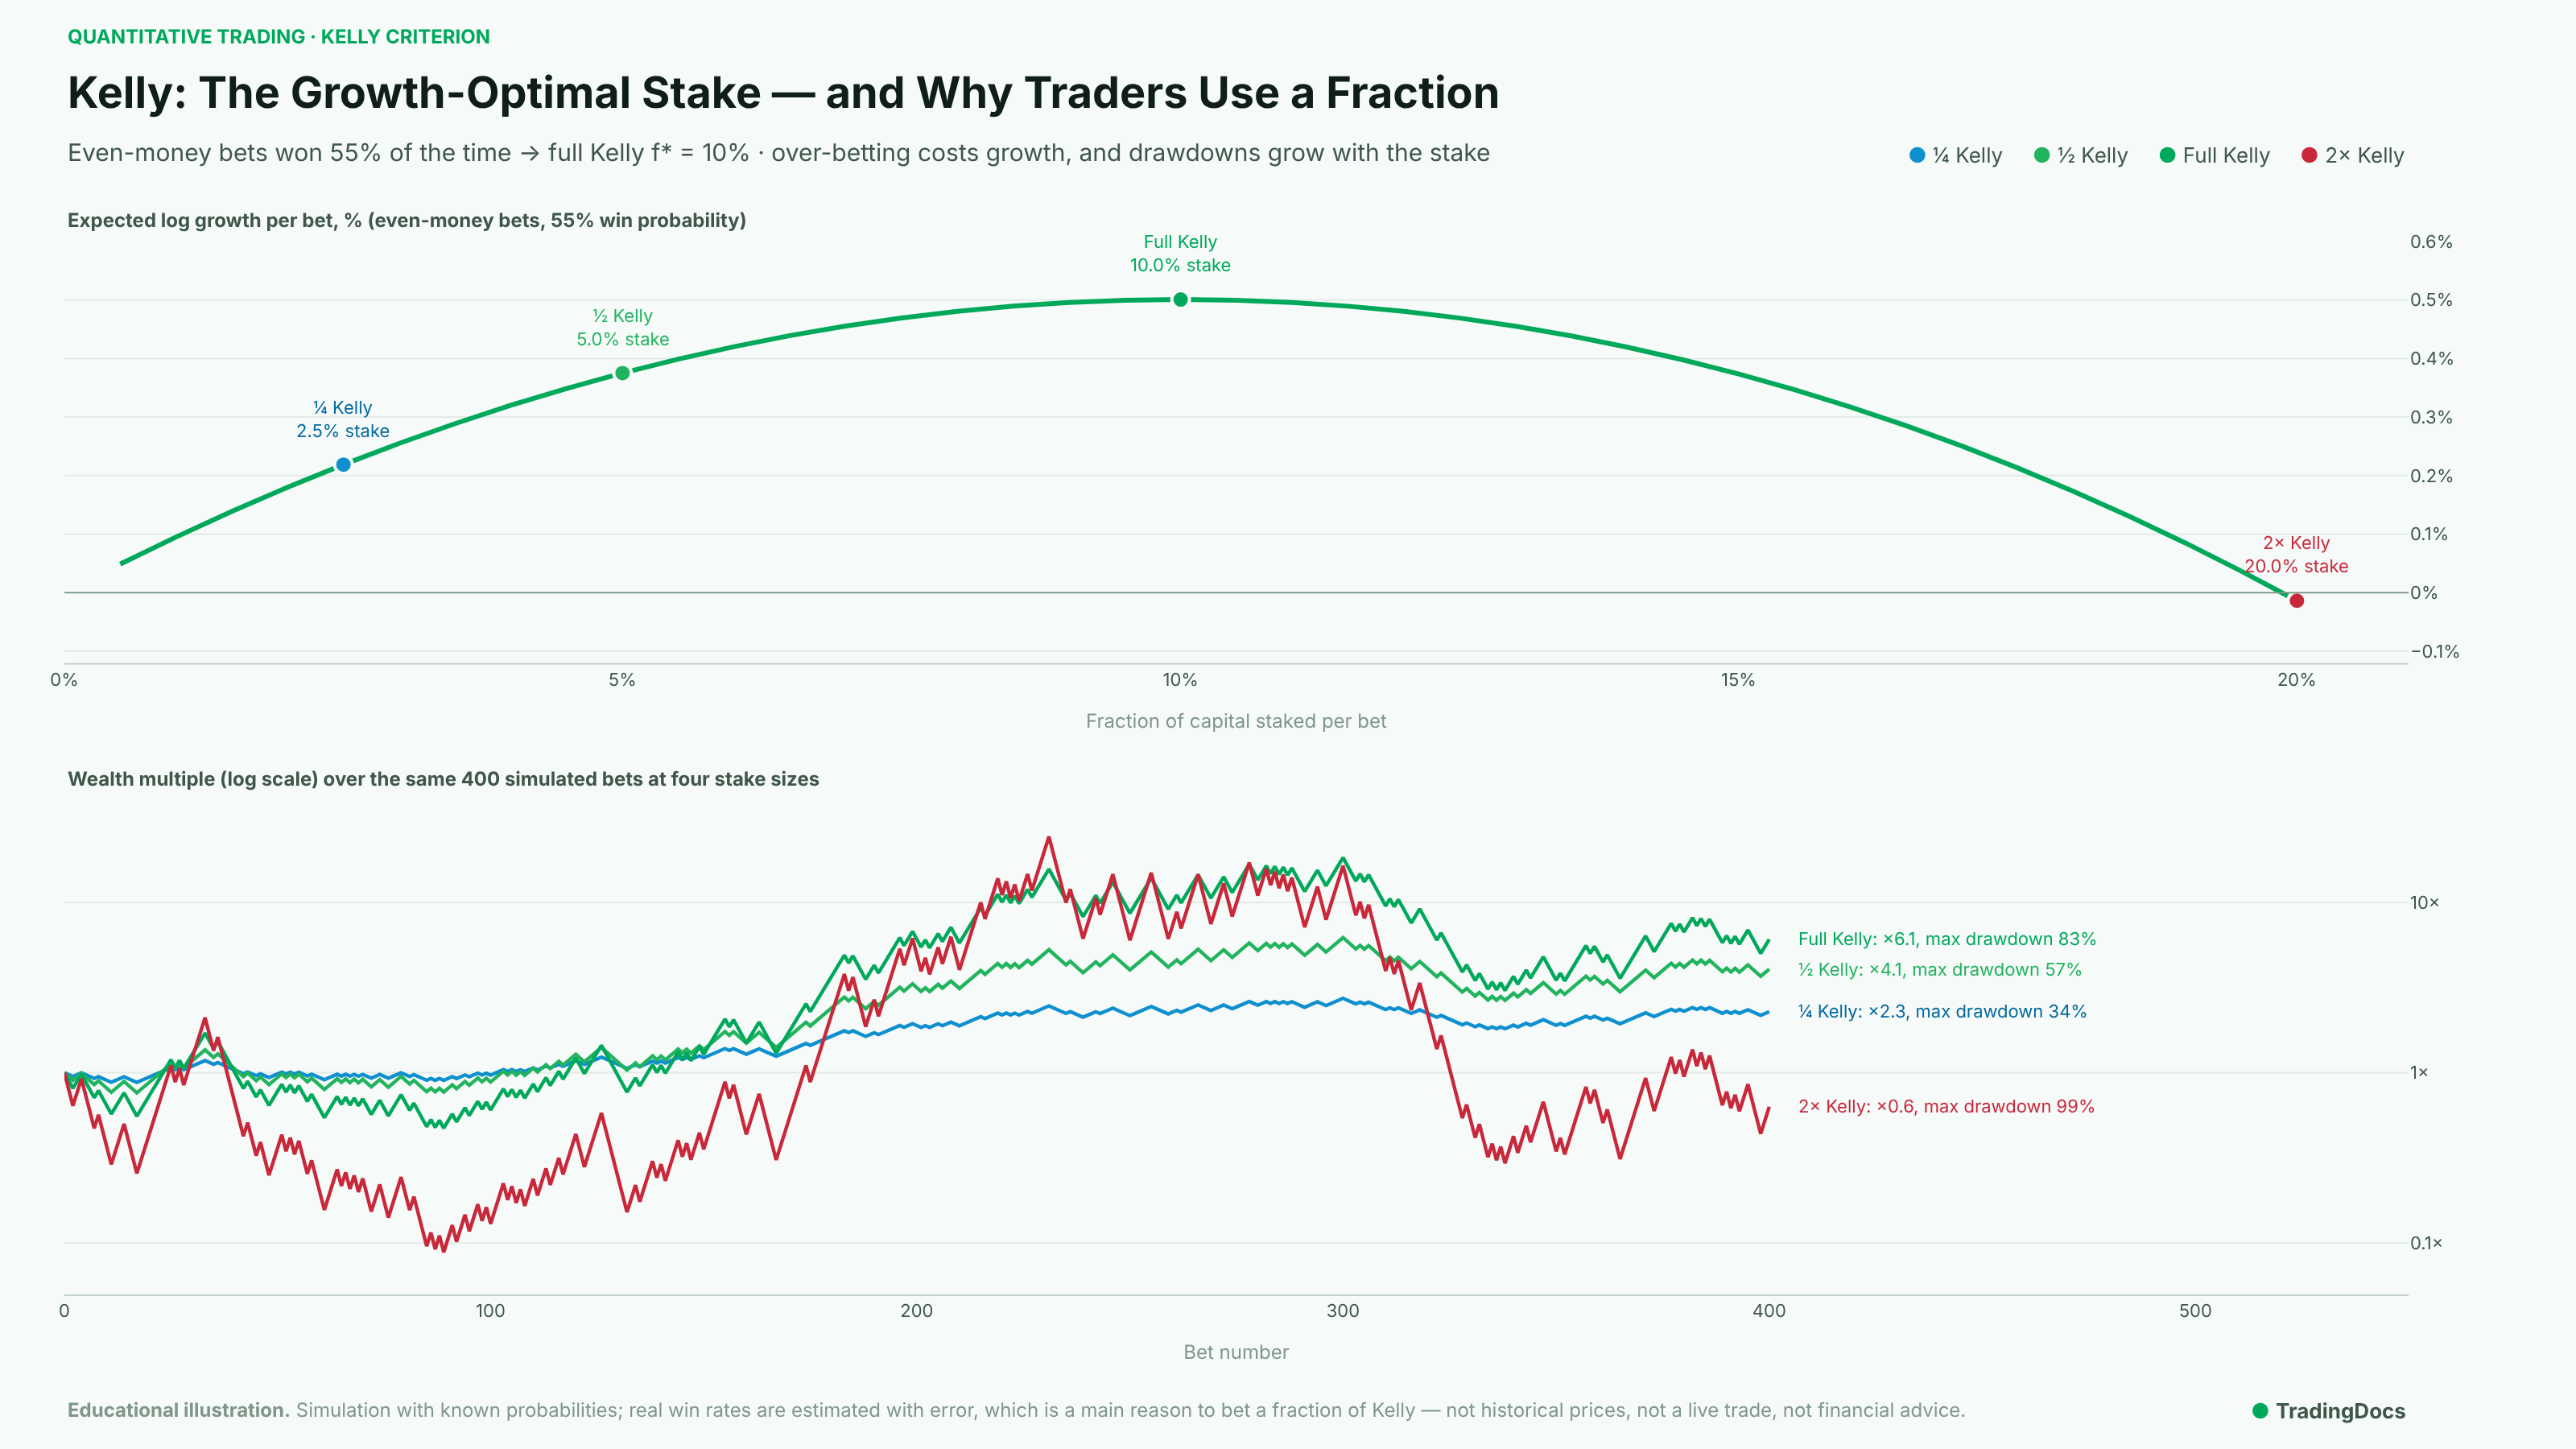 QUANTITATIVE TRADING · KELLY CRITERION
Kelly: The Growth-Optimal Stake — and Why Traders Use a Fraction
Even-money bets won 55% of the time → full Kelly f* = 10% · over-betting costs growth, and drawdowns grow with the stake
¼ Kelly
½ Kelly
Full Kelly
2× Kelly
Expected log growth per bet, % (even-money bets, 55% win probability)
0.6%
0.5%
0.4%
0.3%
0.2%
0.1%
0%
−0.1%
¼ Kelly
2.5% stake
½ Kelly
5.0% stake
Full Kelly
10.0% stake
2× Kelly
20.0% stake
0%
5%
10%
15%
20%
Fraction of capital staked per bet
Wealth multiple (log scale) over the same 400 simulated bets at four stake sizes
10×
1×
0.1×
Full Kelly: ×6.1, max drawdown 83%
½ Kelly: ×4.1, max drawdown 57%
¼ Kelly: ×2.3, max drawdown 34%
2× Kelly: ×0.6, max drawdown 99%
0
100
200
300
400
500
Bet number
Educational illustration. Simulation with known probabilities; real win rates are estimated with error, which is a main reason to bet a fraction of Kelly — not historical prices, not a live trade, not financial advice.
TradingDocs